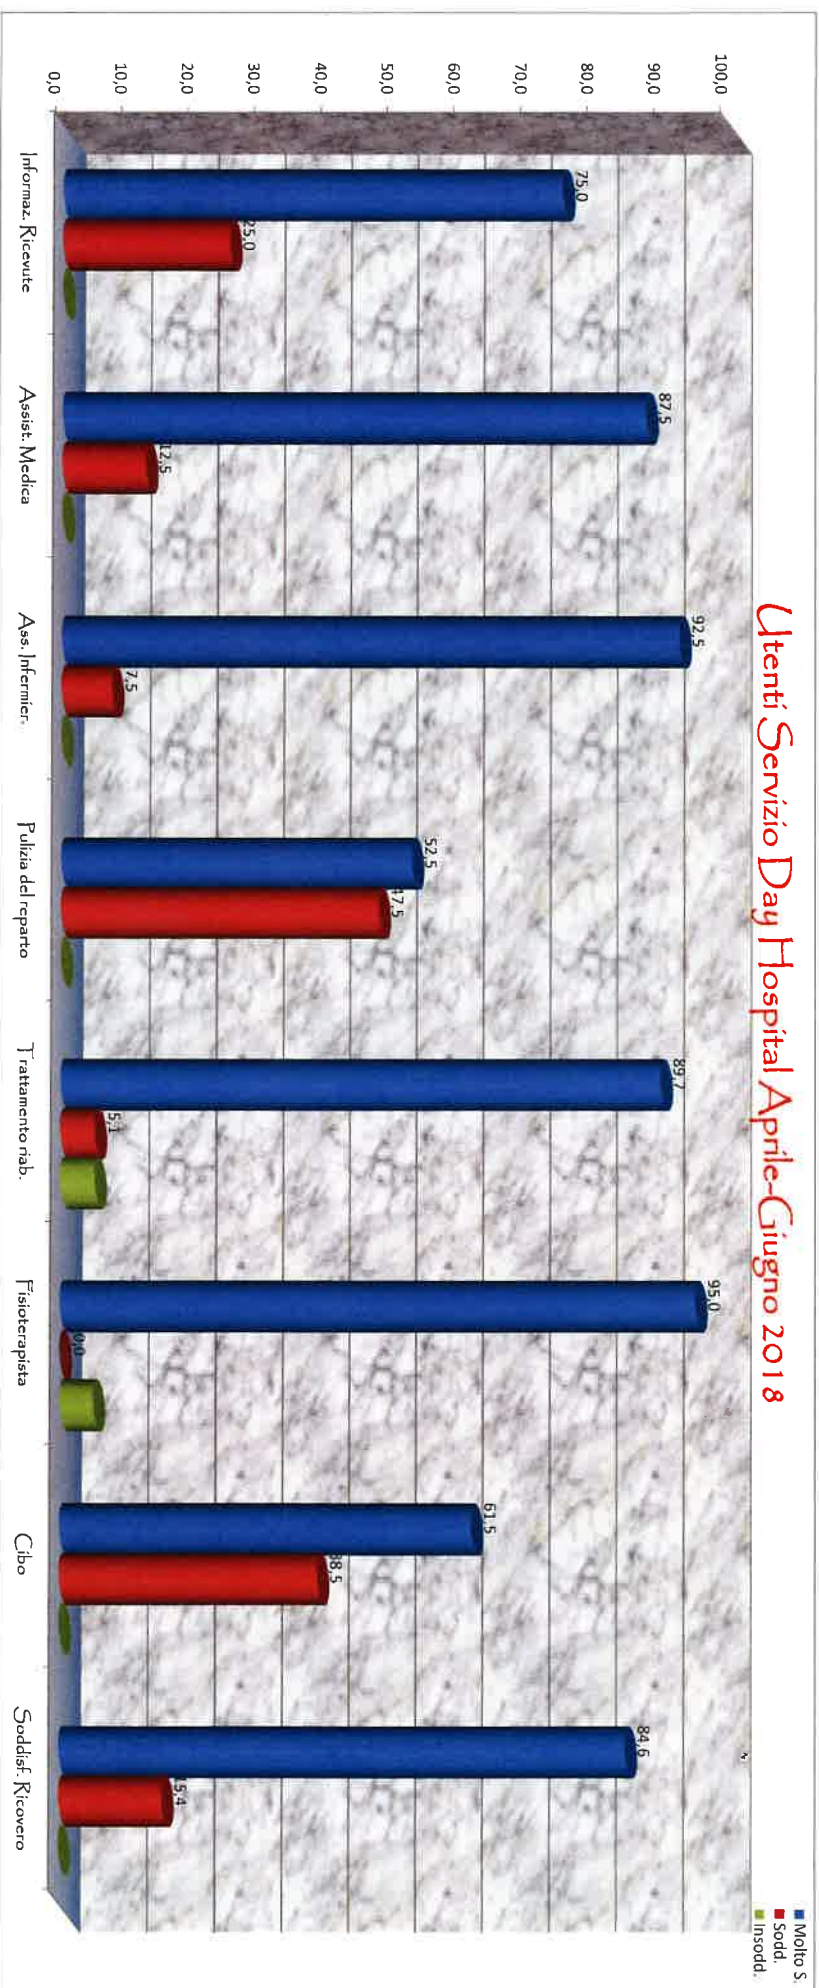 Utenti Servizio Day Hospital Aprile-Giugno 2018
Molto S.
Sodd.
Insodd.
100,0
90,0
80,0
70,0
60,0
50,0
40,0
30,0
20,0
10,0
0,0
75,0
25,0
87,5
12,5
92,5
7,5
52,5
47,5
89,7
5,1
95,0
0,0
61,5
38,5
84,6
15,4
Informaz. Ricevute
Assist. Medica
Ass. Infermier.
Pulizia del reparto
Trattamento riab.
Fisioterapista
Cibo
Soddisf. Ricovero